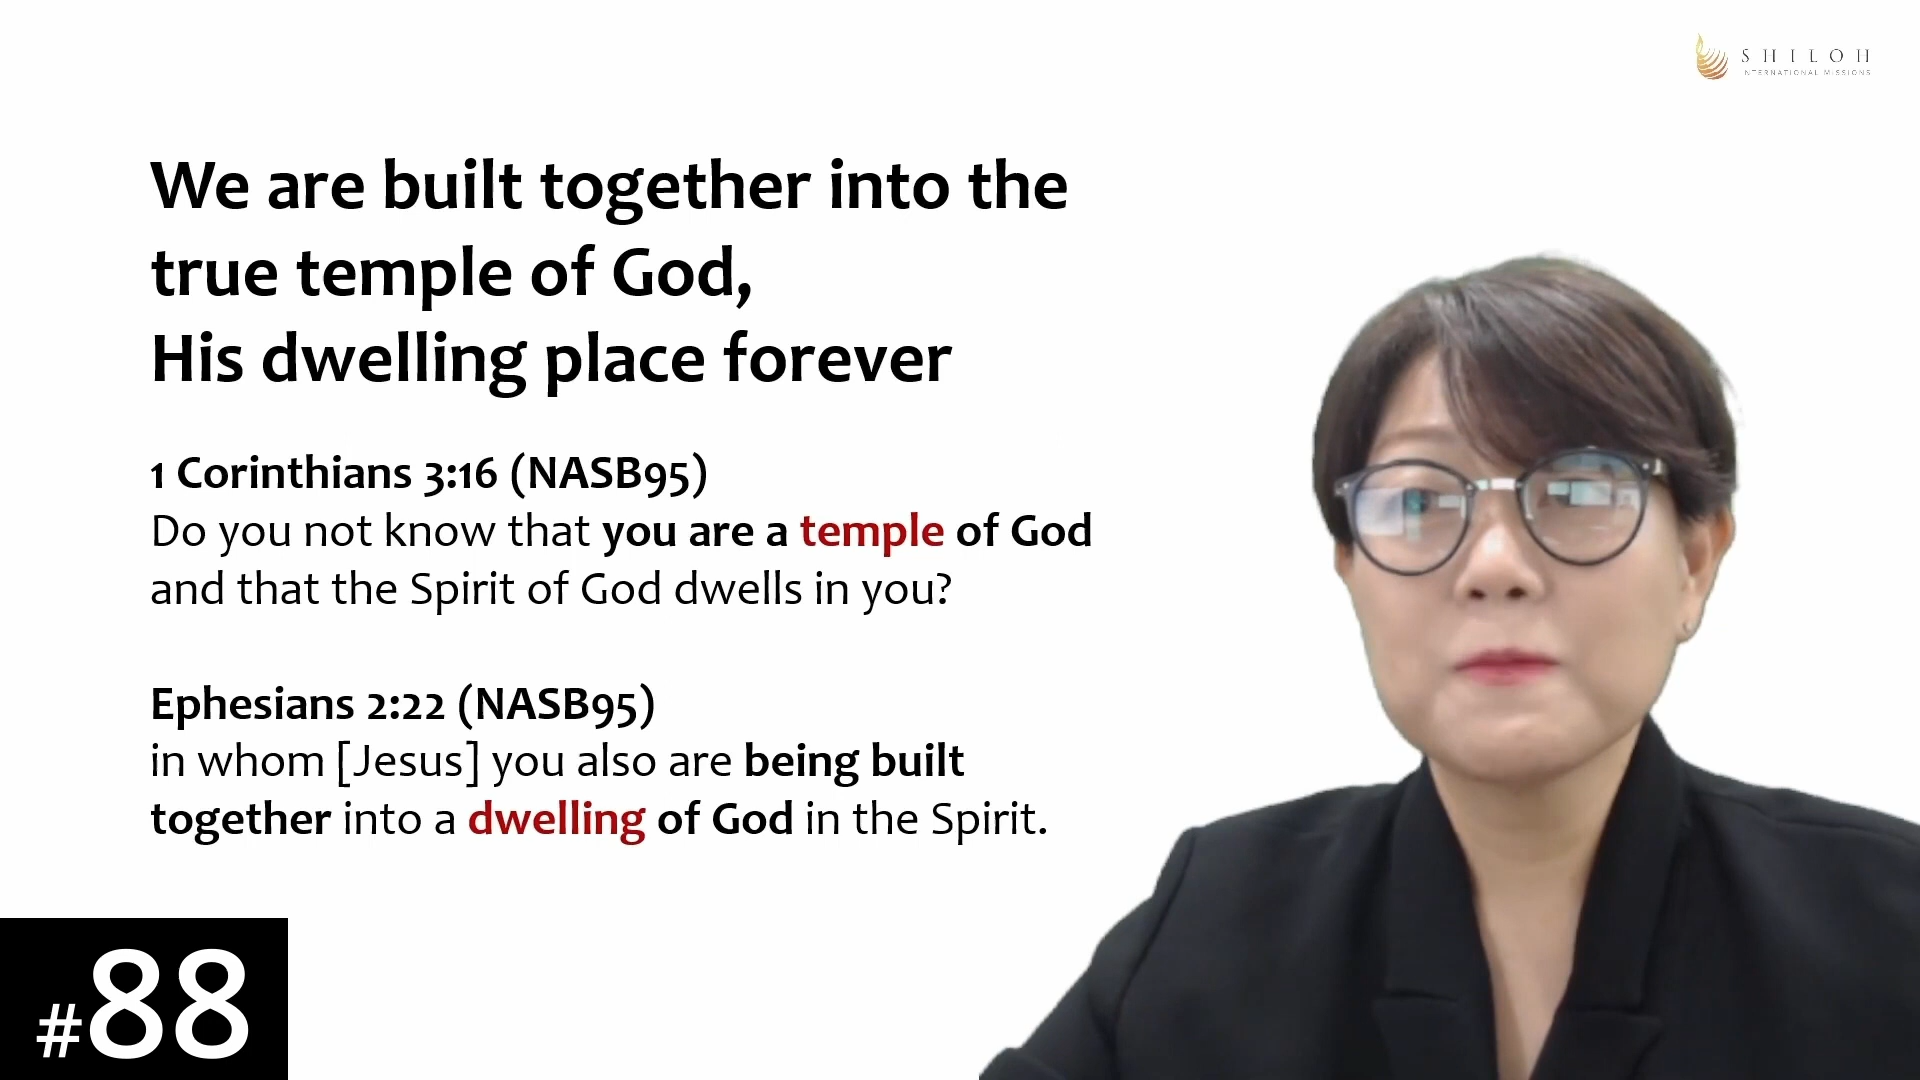 SHILOH
INTERNATIONAL MISSIONS
We are built together into the
true temple of God,
His dwelling place forever
1 Corinthians 3:16 (NASB95)
Do you not know that you are a temple of God
and that the Spirit of God dwells in you?
Ephesians 2:22 (NASB95)
in whom [Jesus] you also are being built
together into a dwelling of God in the Spirit.
#88